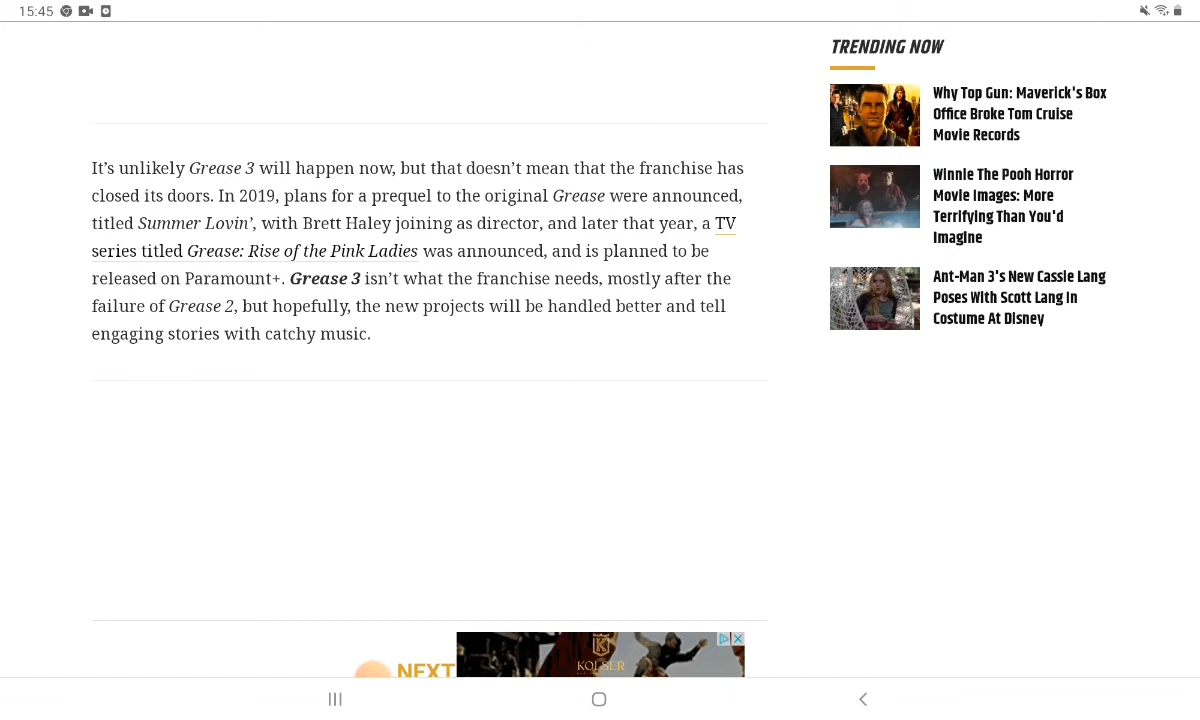 15:45
TRENDING NOW
Why Top Gun: Maverick's Box
Office Broke Tom Cruise
Movie Records
Winnie The Pooh Horror
Movie Images: More
Terrifying Than You'd
Imagine
Ant-Man 3's New Cassie Lang
Poses With Scott Lang In
Costume At Disney
It’s unlikely Grease 3 will happen now, but that doesn’t mean that the franchise has
closed its doors. In 2019, plans for a prequel to the original Grease were announced,
titled Summer Lovin’, with Brett Haley joining as director, and later that year, a TV
series titled Grease: Rise of the Pink Ladies was announced, and is planned to be
released on Paramount+. Grease 3 isn’t what the franchise needs, mostly after the
failure of Grease 2, but hopefully, the new projects will be handled better and tell
engaging stories with catchy music.
NEXT
KOLSER